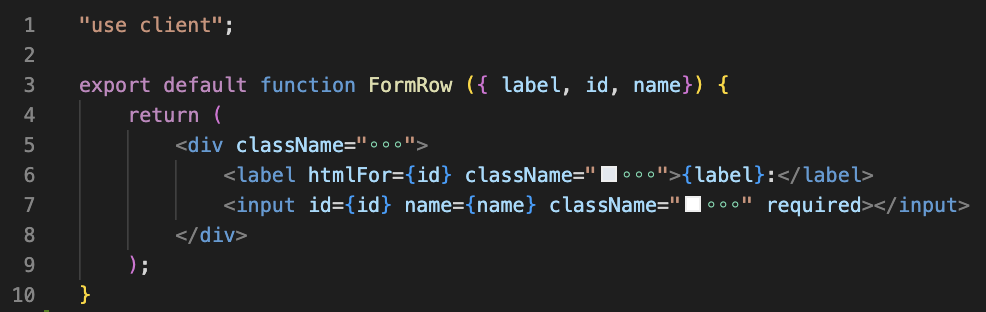 1 "use client";
2
3 export default function FormRow ({ label, id, name}) {
4 return (
5 <div className="∘∘∘">
6 <label htmlFor={id} className="∘∘∘">{label}:</label>
7 <input id={id} name={name} className="∘∘∘" required></input>
8 </div>
9 );
10 }